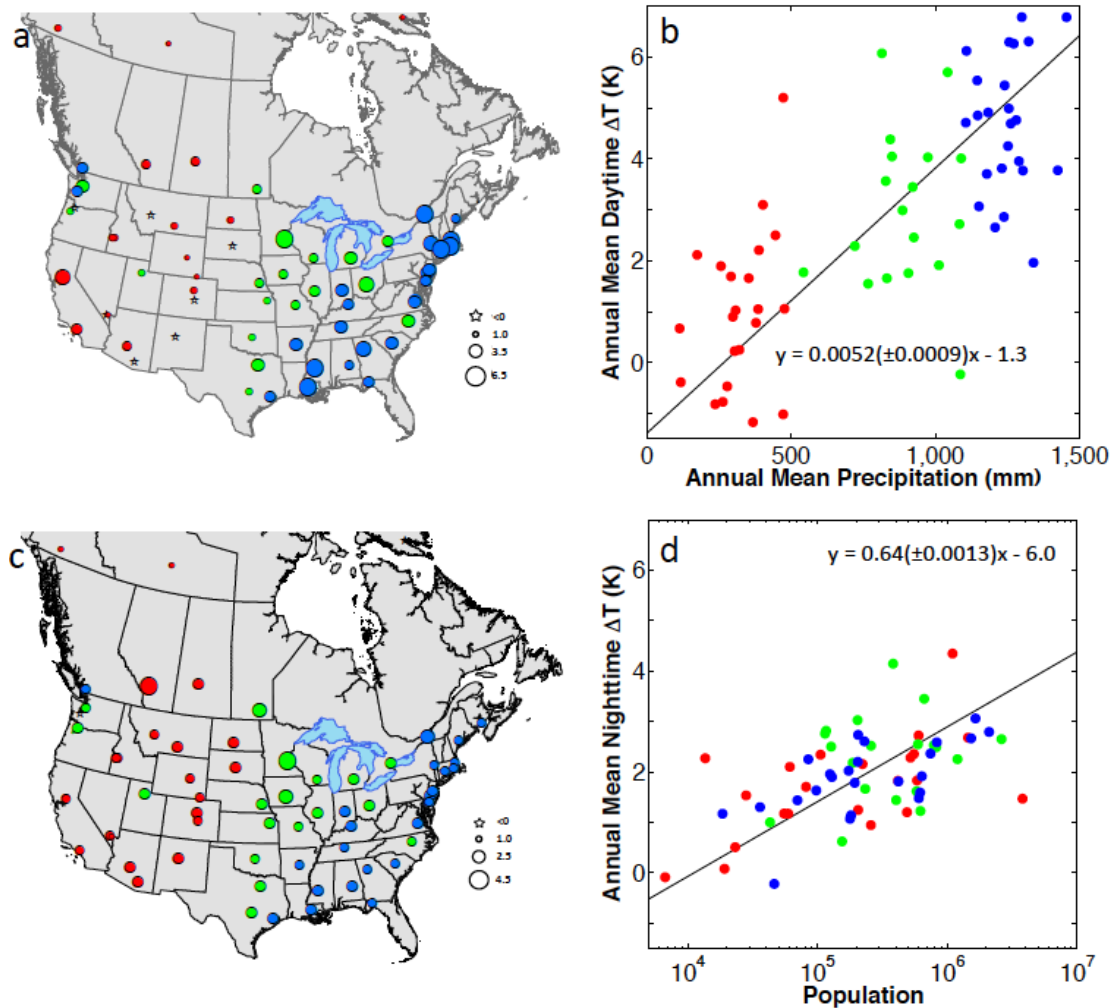 a
<0
1.0
3.5
6.5
b
Annual Mean Daytime ΔT (K)
6
4
2
0
y = 0.0052(±0.0009)x - 1.3
0 500 1,000 1,500
Annual Mean Precipitation (mm)
c
<0
1.0
2.5
4.5
d
Annual Mean Nighttime ΔT (K)
y = 0.64(±0.0013)x - 6.0
6
4
2
0
10⁴ 10⁵ 10⁶ 10⁷
Population